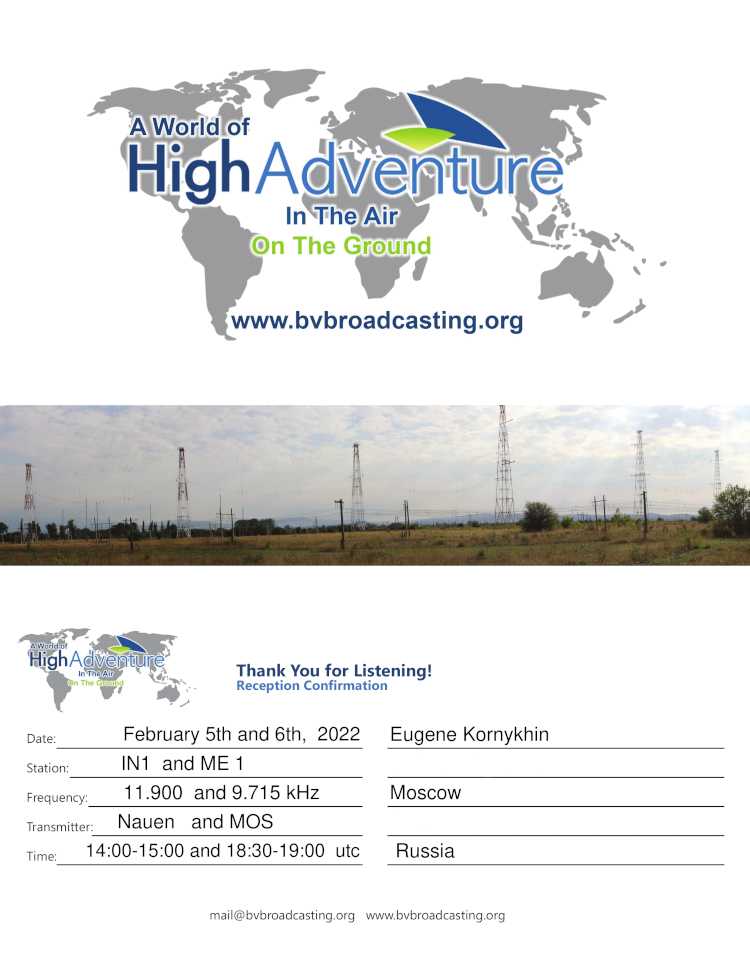 A World of
HighAdventure
In The Air
On The Ground
www.bvbroadcasting.org
A World of
HighAdventure
In The Air
On The Ground
Thank You for Listening!
Reception Confirmation
Date: February 5th and 6th, 2022
Eugene Kornykhin
Station: IN1 and ME 1
Frequency: 11.900 and 9.715 kHz
Moscow
Transmitter: Nauen and MOS
Time: 14:00-15:00 and 18:30-19:00 utc
Russia
mail@bvbroadcasting.org www.bvbroadcasting.org